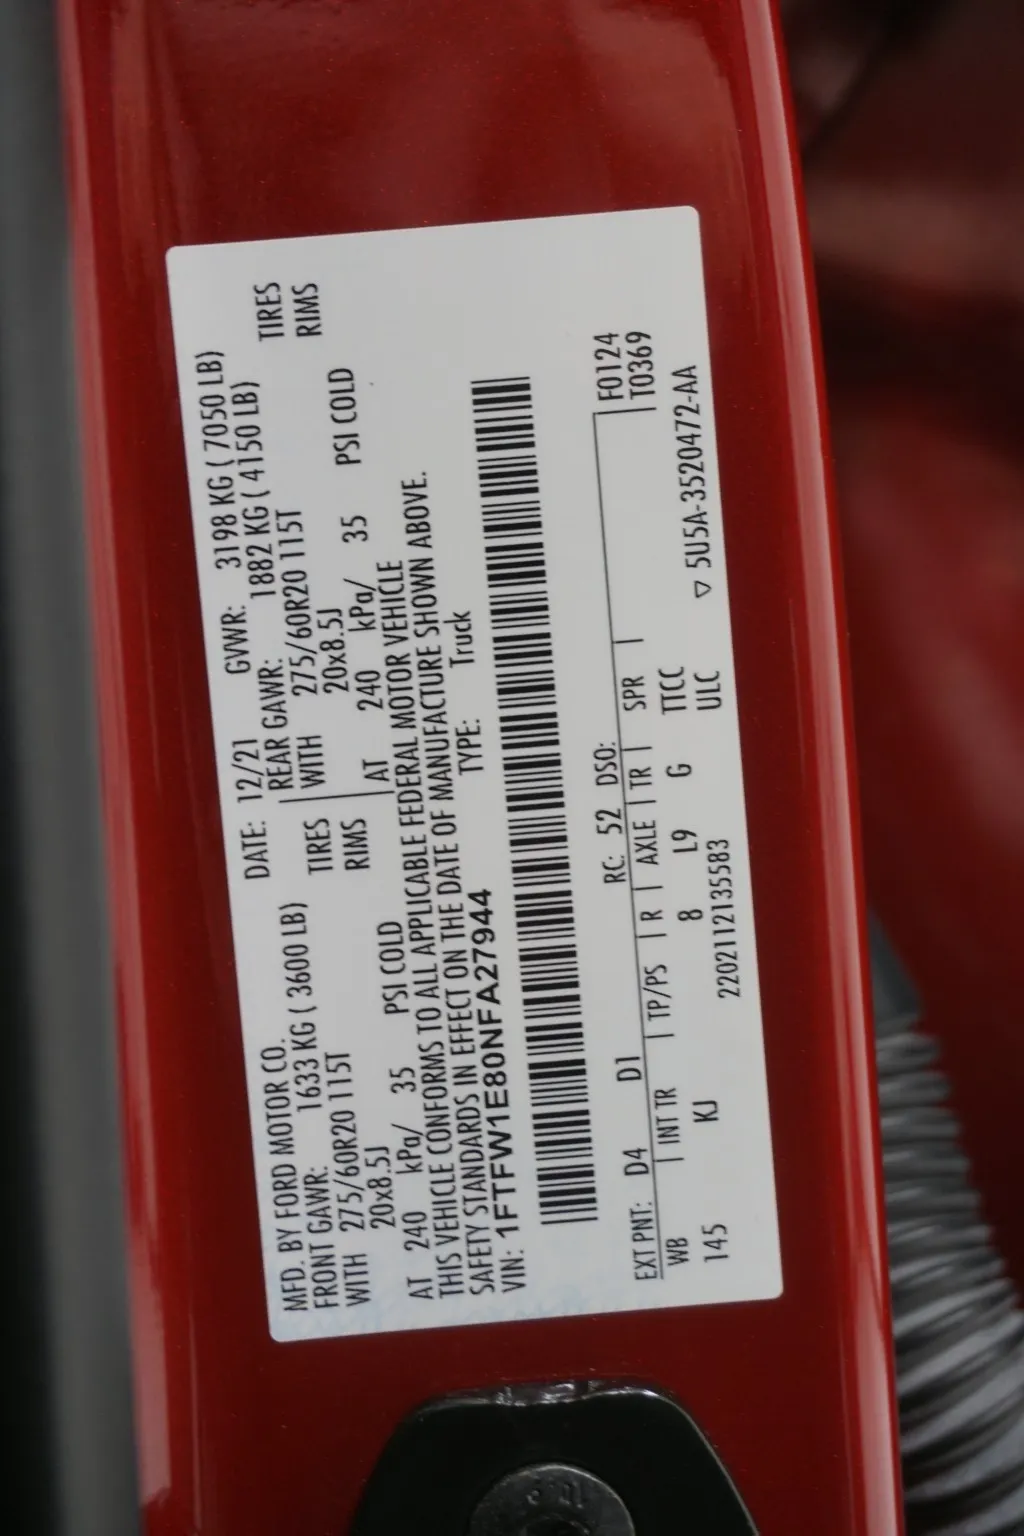 MFD. BY FORD MOTOR CO. DATE: 12/21 GVWR: 3198 KG ( 7050 LB)
FRONT GAWR: 1633 KG ( 3600 LB) REAR GAWR: 1882 KG ( 4150 LB)
WITH 275/60R20 115T TIRES WITH 275/60R20 115T TIRES
20x8.5J RIMS 20x8.5J RIMS
AT 240 kPa/ 35 PSI COLD AT 240 kPa/ 35 PSI COLD
THIS VEHICLE CONFORMS TO ALL APPLICABLE FEDERAL MOTOR VEHICLE
SAFETY STANDARDS IN EFFECT ON THE DATE OF MANUFACTURE SHOWN ABOVE.
VIN: 1FTFW1E80NFA27944 TYPE: Truck
EXT PNT: D4 D1 RC: 52 DSO: F0124
WB | INT TR | TP/PS | R | AXLE | TR | SPR | T0369
145 KJ 8 L9 G TTCC
ULC
2202112135583 ▽ 5U5A-3520472-AA